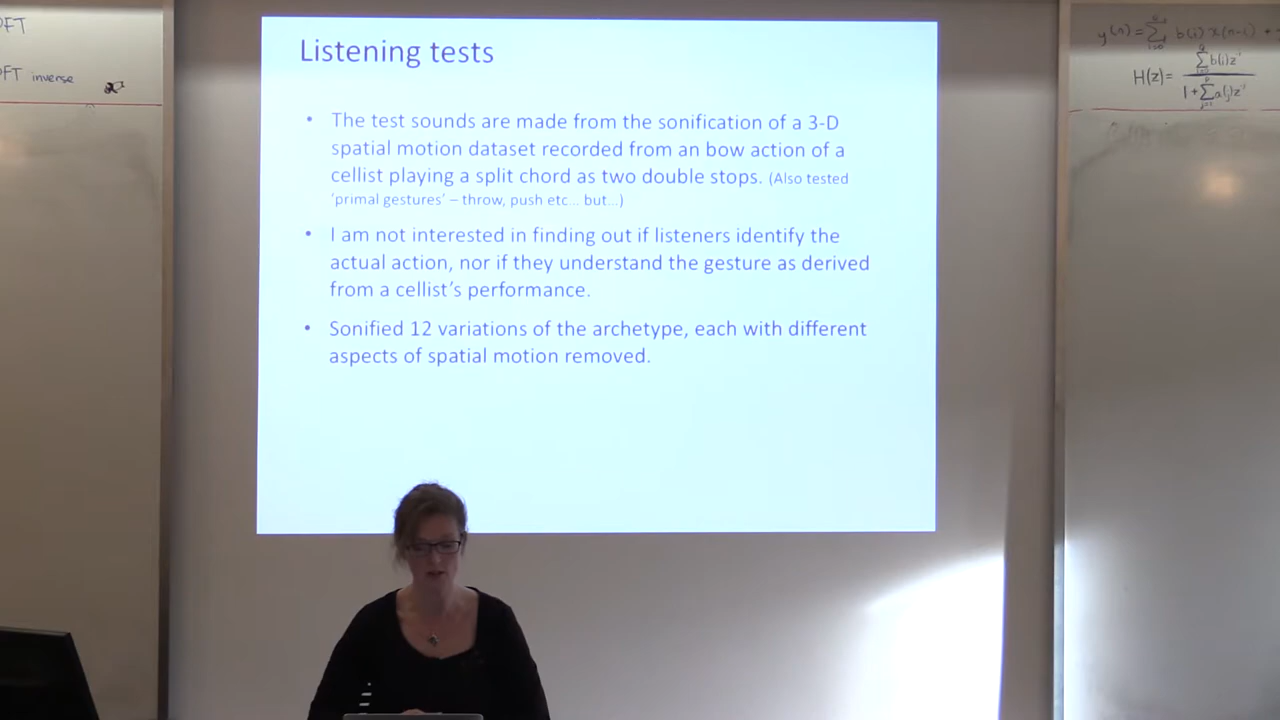 DFT
DFT inverse
Listening tests
• The test sounds are made from the sonification of a 3-D
spatial motion dataset recorded from an bow action of a
cellist playing a split chord as two double stops. (Also tested
'primal gestures' – throw, push etc... but...)
• I am not interested in finding out if listeners identify the
actual action, nor if they understand the gesture as derived
from a cellist's performance.
• Sonified 12 variations of the archetype, each with different
aspects of spatial motion removed.
y(n) = Σ b(i) x(n-i) +
H(z) =